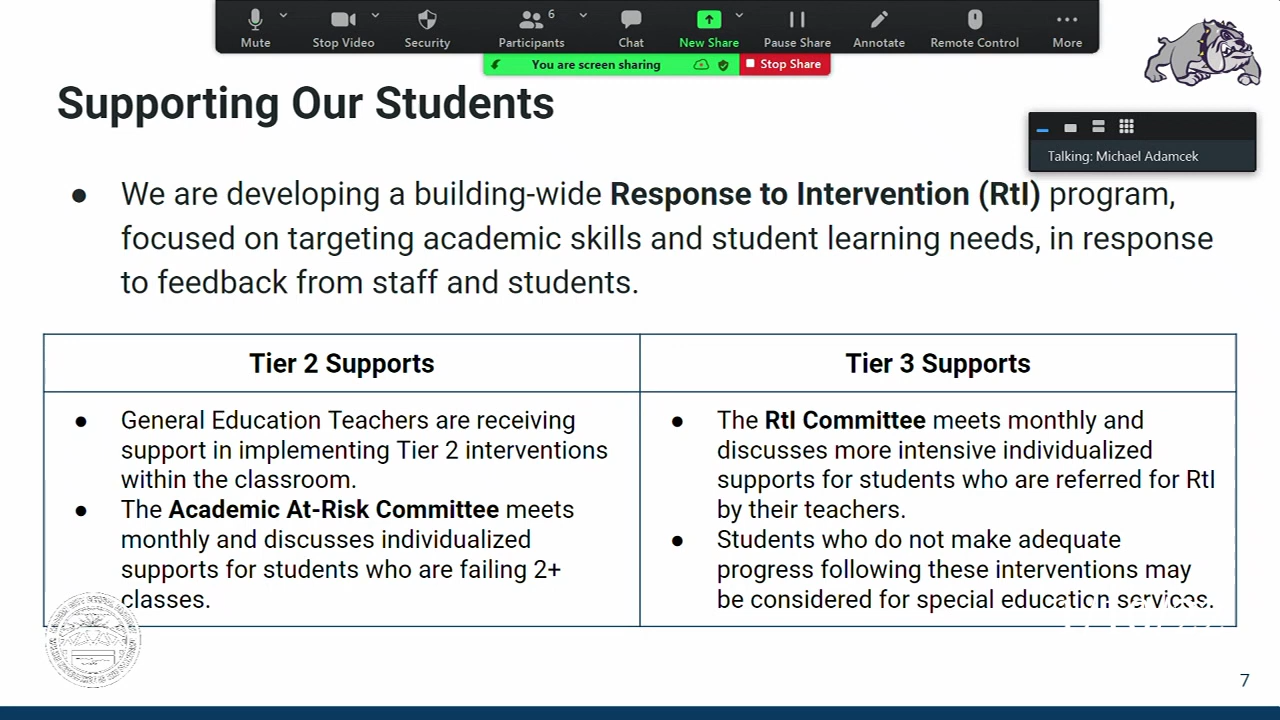 Mute
Stop Video
Security
6
Participants
Chat
New Share
Pause Share
Annotate
Remote Control
More
You are screen sharing
Stop Share
Supporting Our Students
Talking: Michael Adamcek
● We are developing a building-wide Response to Intervention (RtI) program,
focused on targeting academic skills and student learning needs, in response
to feedback from staff and students.
Tier 2 Supports
● General Education Teachers are receiving
support in implementing Tier 2 interventions
within the classroom.
● The Academic At-Risk Committee meets
monthly and discusses individualized
supports for students who are failing 2+
classes.
Tier 3 Supports
● The RtI Committee meets monthly and
discusses more intensive individualized
supports for students who are referred for RtI
by their teachers.
● Students who do not make adequate
progress following these interventions may
be considered for special education services.
7